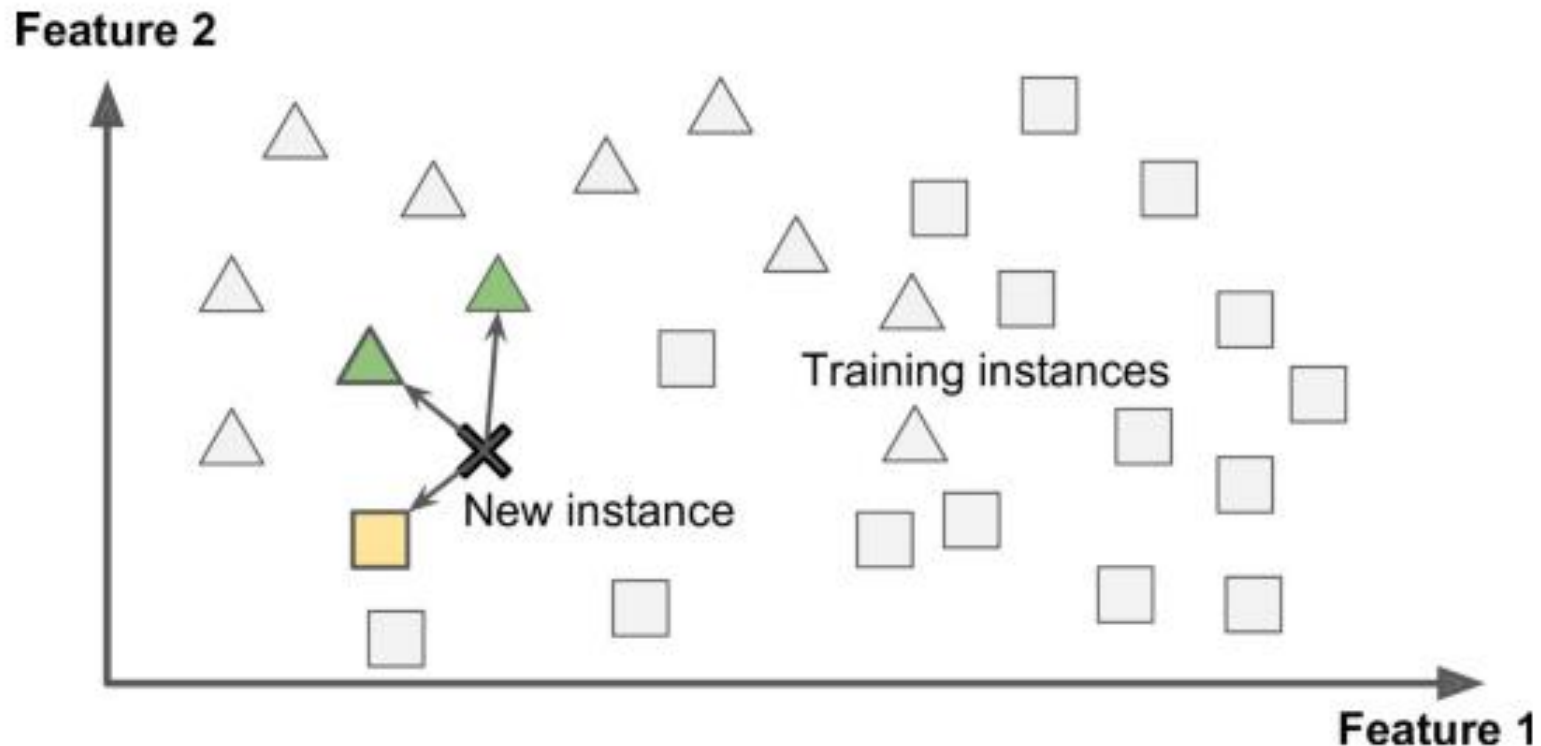 Feature 2
Training instances
New instance
Feature 1